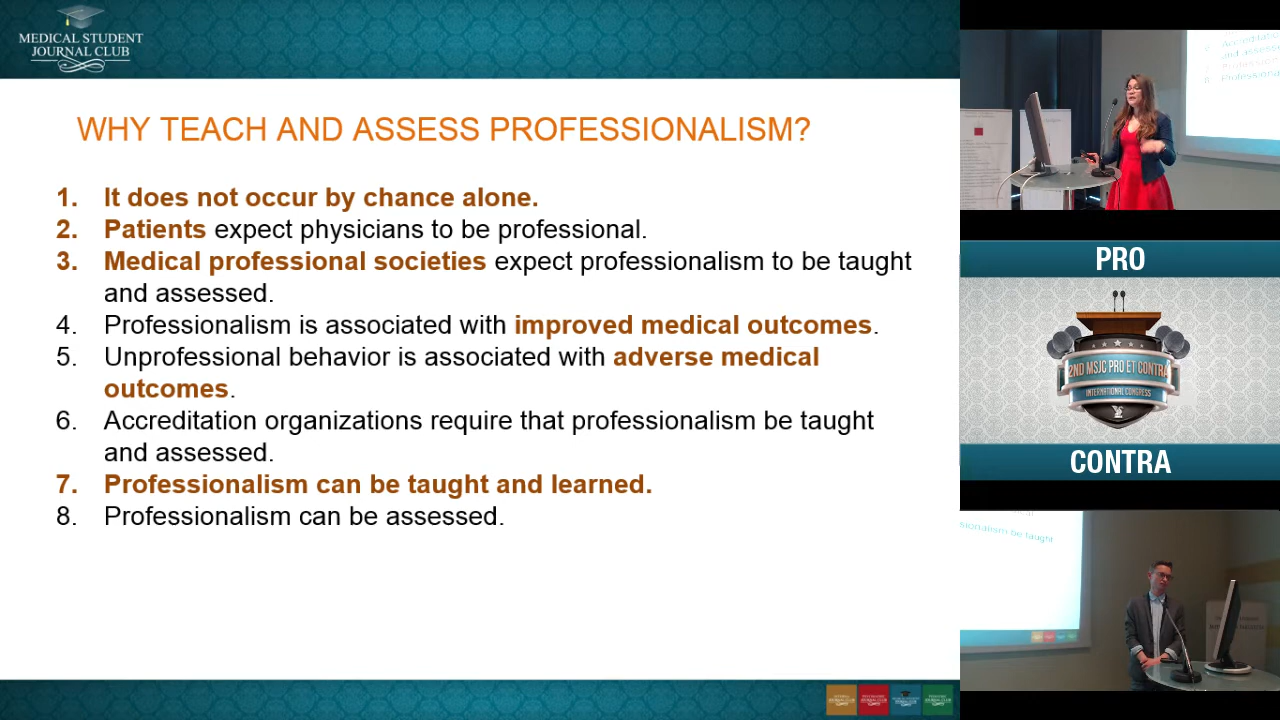 MEDICAL STUDENT
JOURNAL CLUB
WHY TEACH AND ASSESS PROFESSIONALISM?
1. It does not occur by chance alone.
2. Patients expect physicians to be professional.
3. Medical professional societies expect professionalism to be taught
and assessed.
4. Professionalism is associated with improved medical outcomes.
5. Unprofessional behavior is associated with adverse medical
outcomes.
6. Accreditation organizations require that professionalism be taught
and assessed.
7. Professionalism can be taught and learned.
8. Professionalism can be assessed.
PRO
2ND MSJC PRO ET CONTRA
INTERNATIONAL CONGRESS
CONTRA
be taught